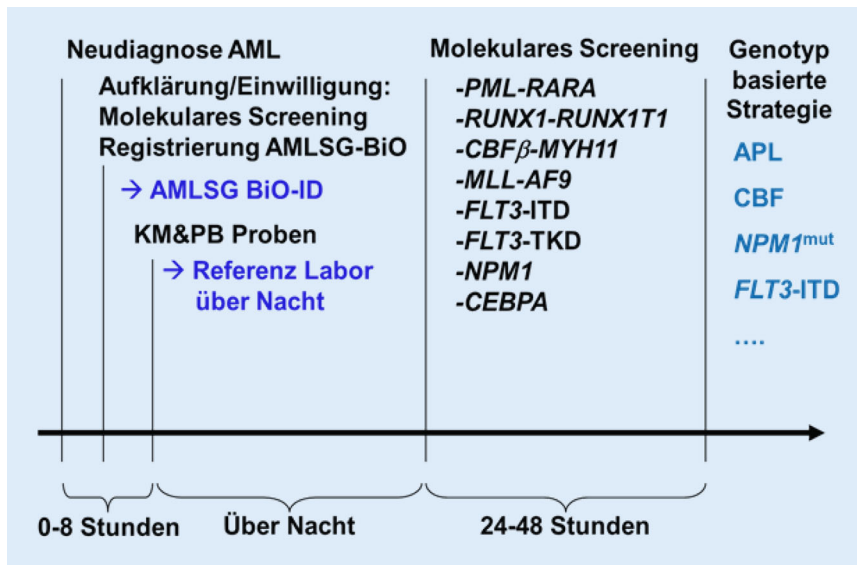 Neudiagnose AML
Aufklärung/Einwilligung:
Molekulares Screening
Registrierung AMLSG-BiO
→ AMLSG BiO-ID
KM&PB Proben
→ Referenz Labor
über Nacht
Molekulares Screening
-PML-RARA
-RUNX1-RUNX1T1
-CBFβ-MYH11
-MLL-AF9
-FLT3-ITD
-FLT3-TKD
-NPM1
-CEBPA
Genotyp
basierte
Strategie
APL
CBF
NPM1ᵐᵘᵗ
FLT3-ITD
....
0-8 Stunden
Über Nacht
24-48 Stunden